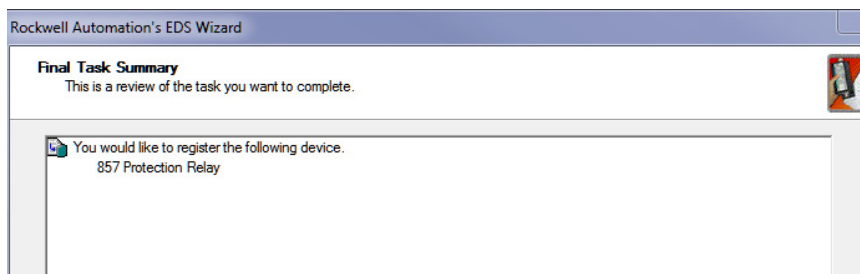 Rockwell Automation's EDS Wizard
Final Task Summary
This is a review of the task you want to complete.
You would like to register the following device.
857 Protection Relay